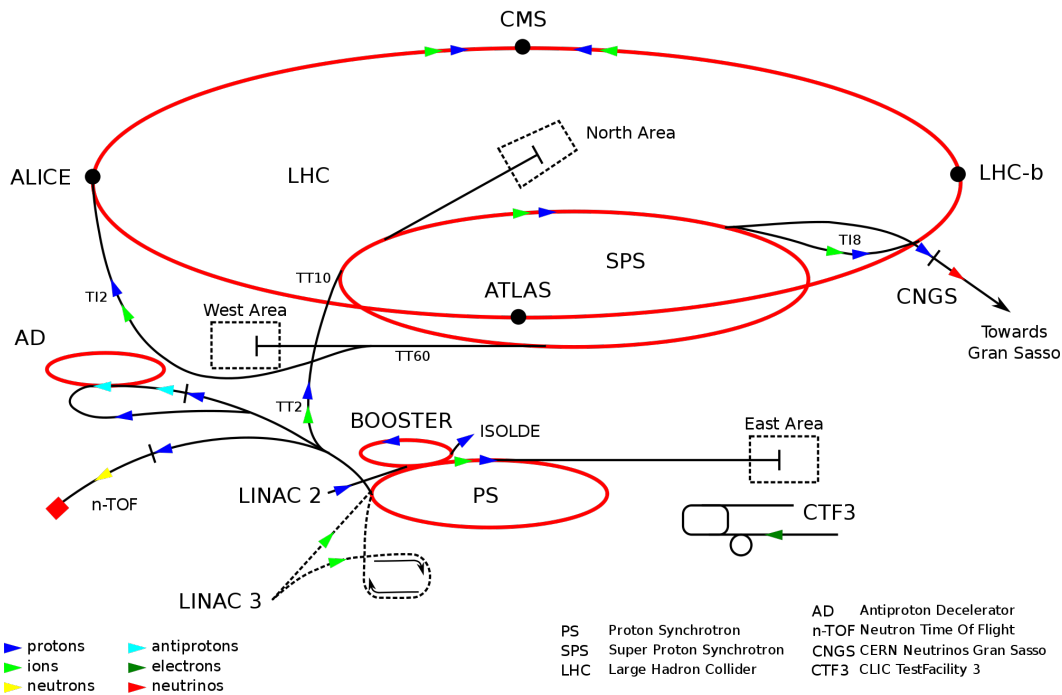 CMS
North Area
ALICE
LHC
LHC-b
TI8
SPS
TT10
ATLAS
CNGS
TI2
West Area
Towards
Gran Sasso
AD
TT60
TT2
BOOSTER
ISOLDE
East Area
LINAC 2
PS
n-TOF
CTF3
LINAC 3
protons
ions
neutrons
antiprotons
electrons
neutrinos
PS Proton Synchrotron
SPS Super Proton Synchrotron
LHC Large Hadron Collider
AD Antiproton Decelerator
n-TOF Neutron Time Of Flight
CNGS CERN Neutrinos Gran Sasso
CTF3 CLIC TestFacility 3